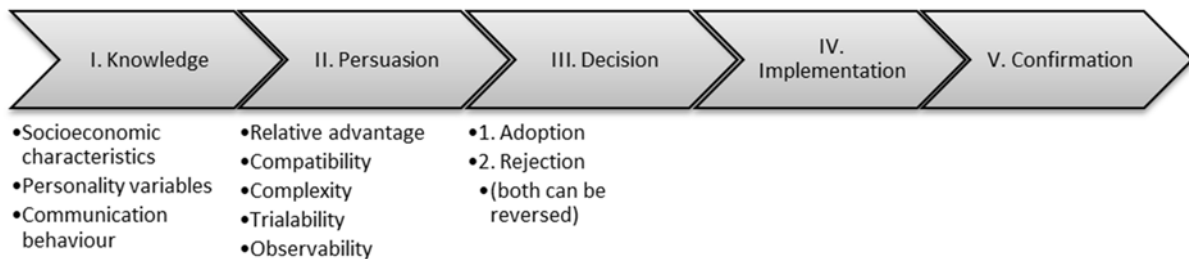 I. Knowledge
II. Persuasion
III. Decision
IV.
Implementation
V. Confirmation
•Socioeconomic
characteristics
•Personality variables
•Communication
behaviour
•Relative advantage
•Compatibility
•Complexity
•Trialability
•Observability
•1. Adoption
•2. Rejection
•(both can be
reversed)